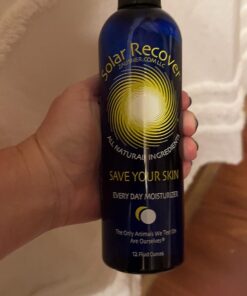 Solar Recover
SAVE YOUR SKIN
ALL NATURAL INGREDIENTS
EVERY DAY MOISTURIZER
The Only Animals We Test On
Are Ourselves®
12 Fluid Ounces